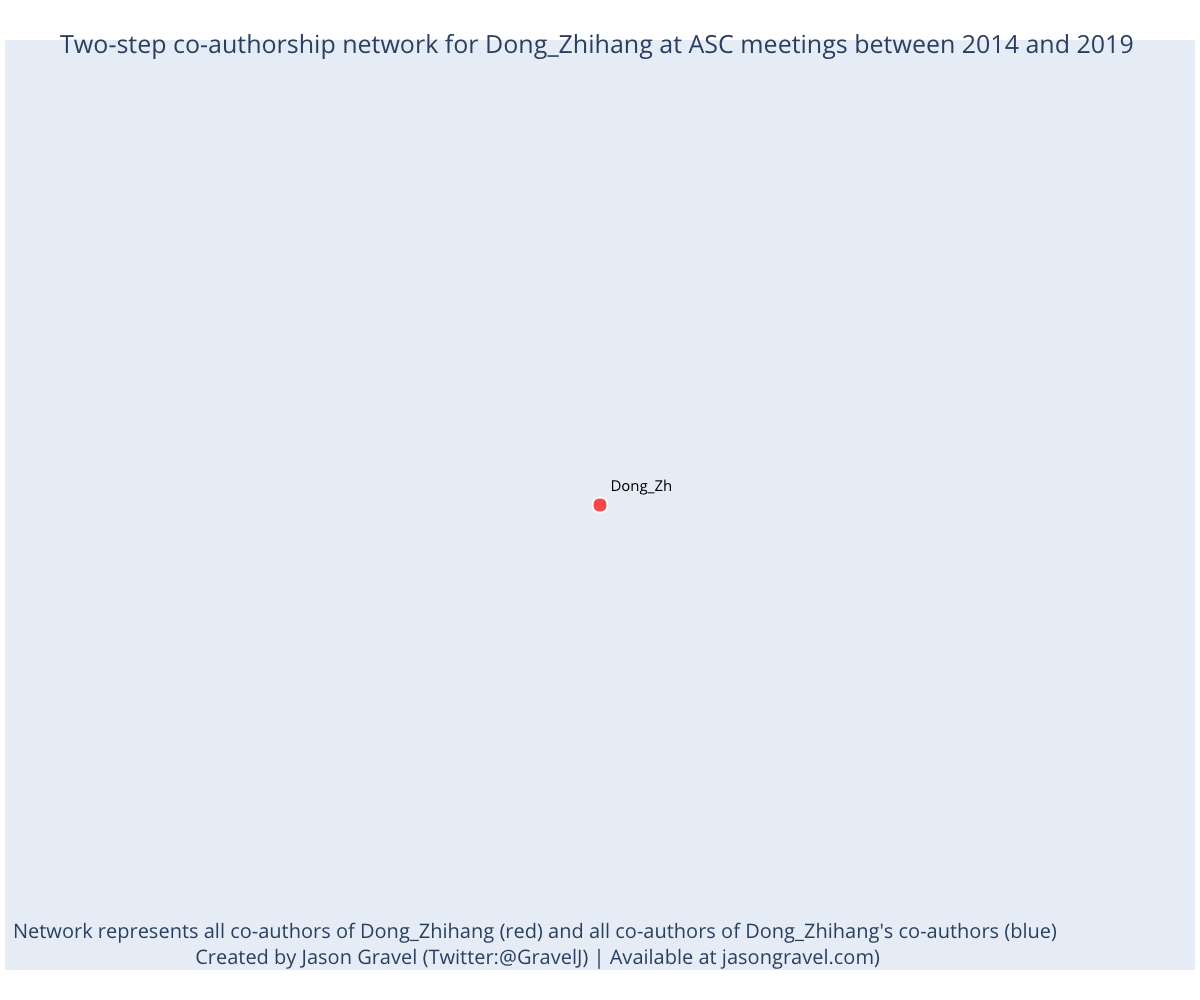 Two-step co-authorship network for Dong_Zhihang at ASC meetings between 2014 and 2019
Dong_Zh
Network represents all co-authors of Dong_Zhihang (red) and all co-authors of Dong_Zhihang's co-authors (blue)
Created by Jason Gravel (Twitter:@GravelJ) | Available at jasongravel.com)